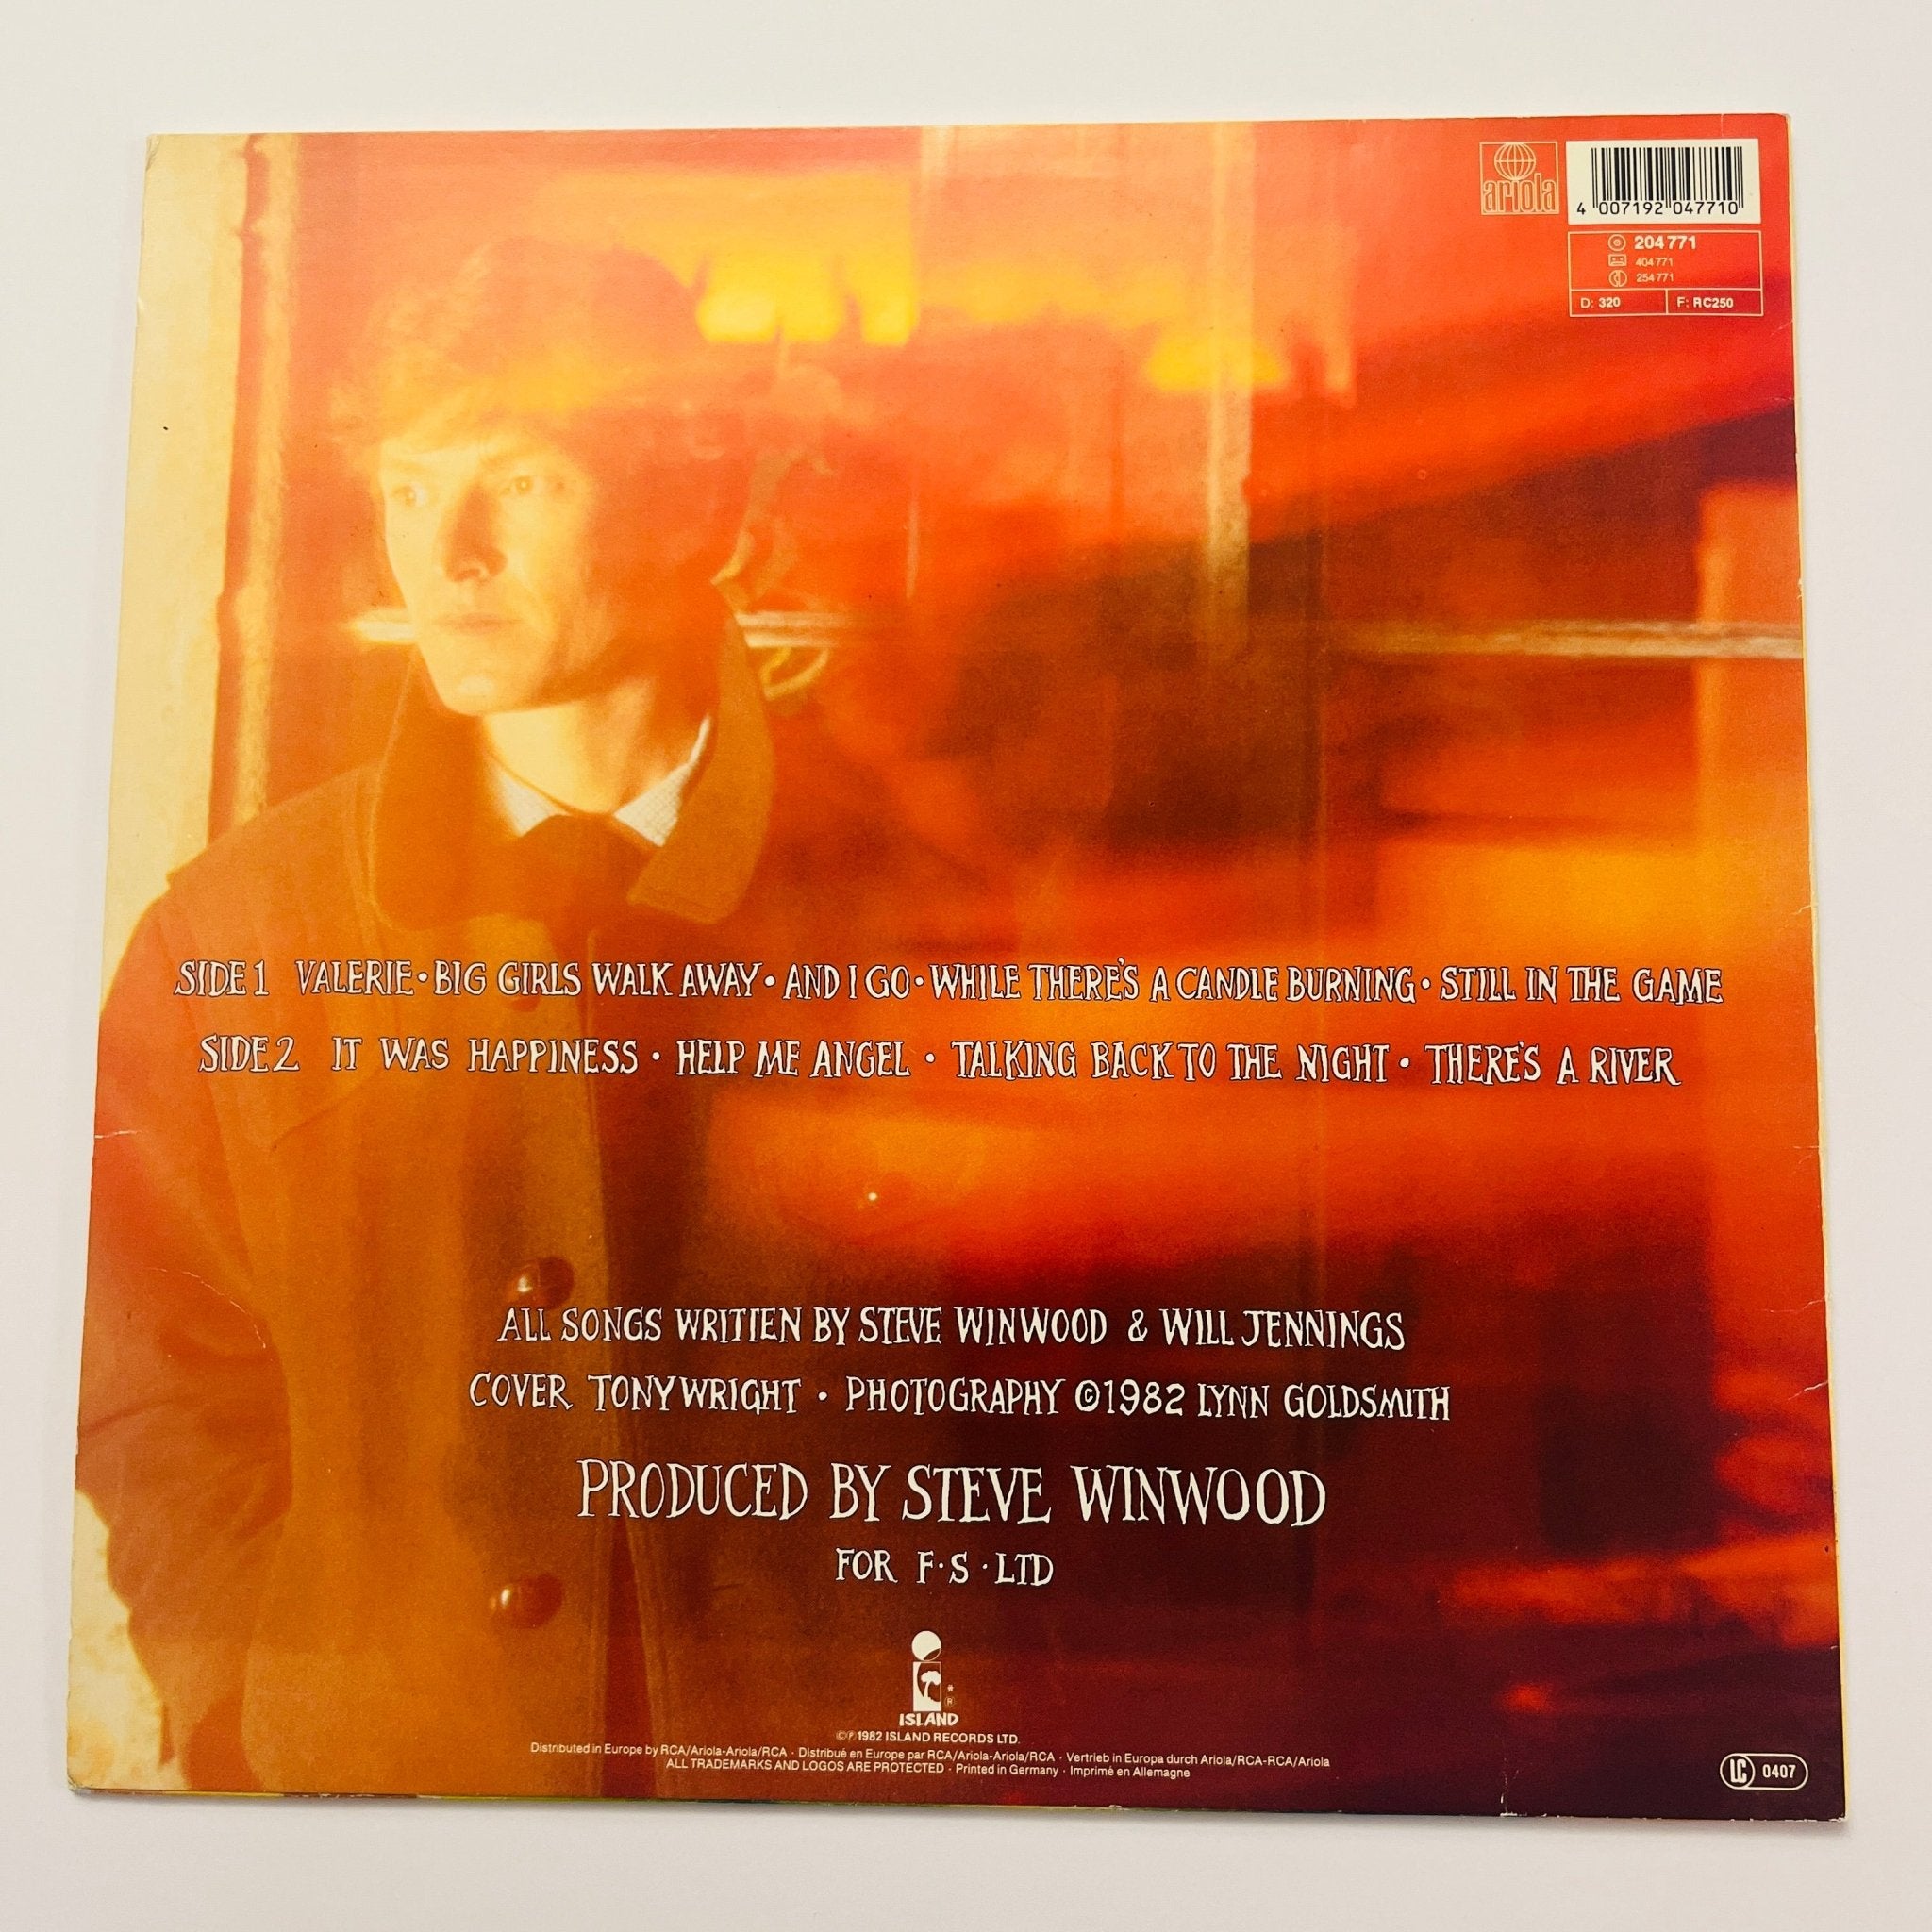 ariola
4 007192 047710
204 771
404 771
254 771
D: 320 F: RC250
SIDE 1 VALERIE • BIG GIRLS WALK AWAY • AND I GO • WHILE THERE'S A CANDLE BURNING • STILL IN THE GAME
SIDE 2 IT WAS HAPPINESS • HELP ME ANGEL • TALKING BACK TO THE NIGHT • THERE'S A RIVER
ALL SONGS WRITTEN BY STEVE WINWOOD & WILL JENNINGS
COVER TONY WRIGHT • PHOTOGRAPHY ©1982 LYNN GOLDSMITH
PRODUCED BY STEVE WINWOOD
FOR F·S·LTD
ISLAND ®
©℗1982 ISLAND RECORDS LTD.
Distributed in Europe by RCA/Ariola-Ariola/RCA · Distribué en Europe par RCA/Ariola-Ariola/RCA · Vertrieb in Europa durch Ariola/RCA-RCA/Ariola
ALL TRADEMARKS AND LOGOS ARE PROTECTED · Printed in Germany · Imprimé en Allemagne
LC 0407